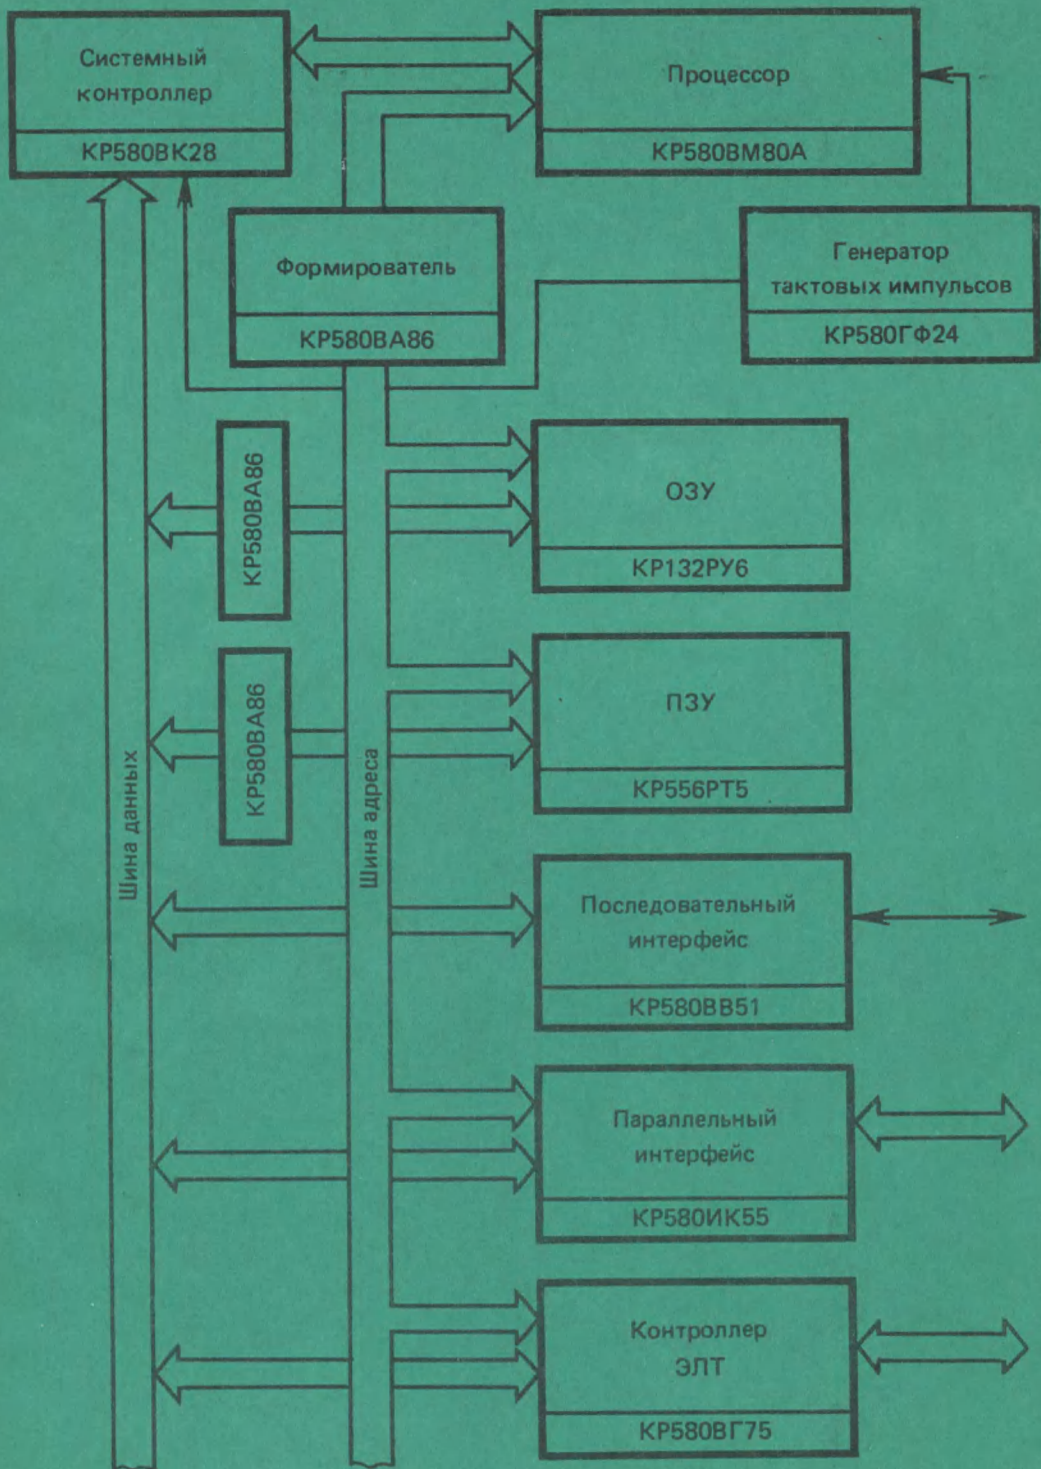 Системный
контроллер
КР580ВК28
Процессор
КР580ВМ80А
Формирователь
КР580ВА86
Генератор
тактовых импульсов
КР580ГФ24
КР580ВА86
ОЗУ
КР132РУ6
КР580ВА86
ПЗУ
КР556РТ5
Шина данных
Шина адреса
Последовательный
интерфейс
КР580ВВ51
Параллельный
интерфейс
КР580ИК55
Контроллер
ЭЛТ
КР580ВГ75